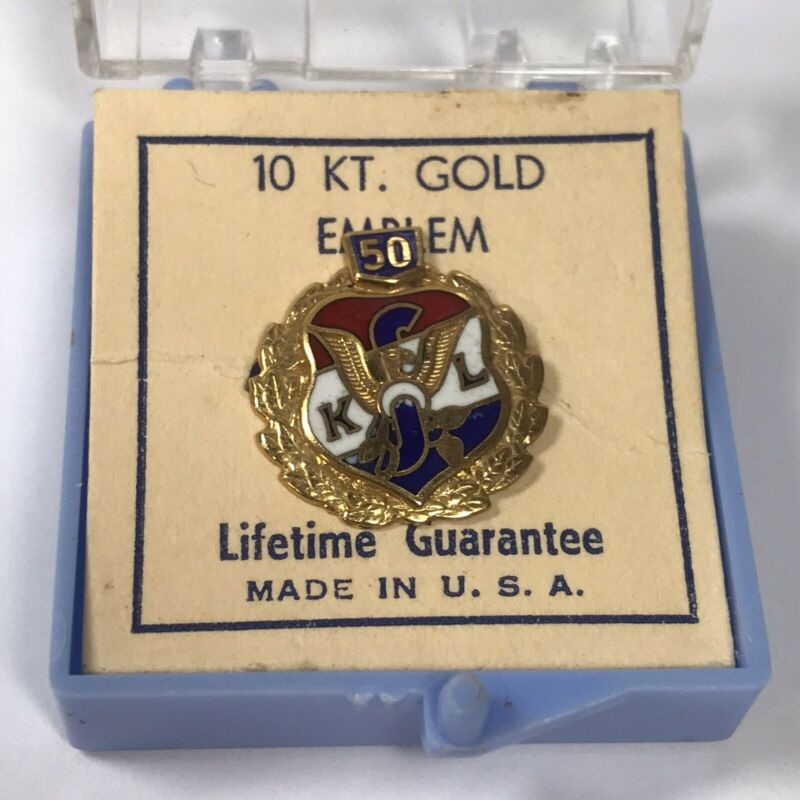 10 KT. GOLD
EMBLEM
50
S
K L
J
Lifetime Guarantee
MADE IN U. S. A.